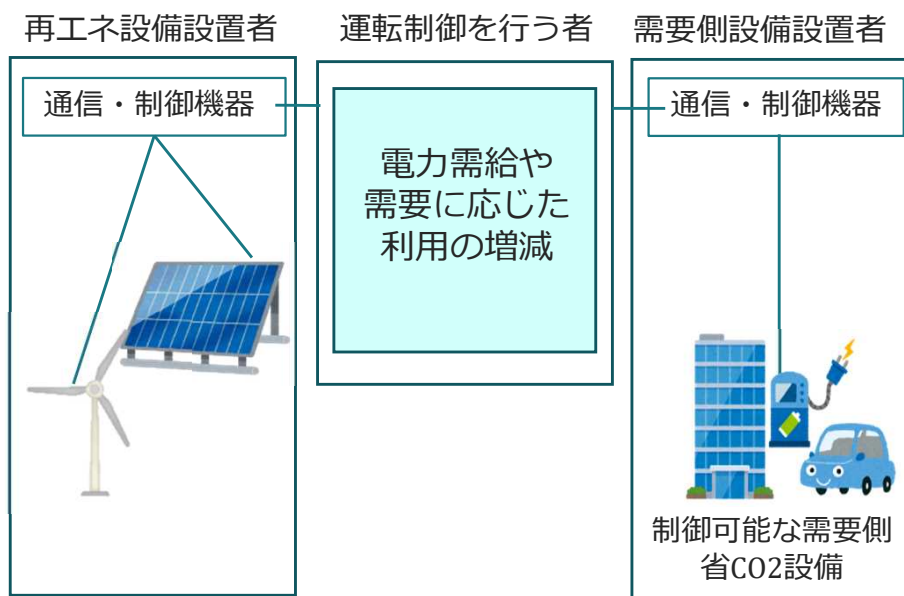 再エネ設備設置者
運転制御を行う者
需要側設備設置者
通信・制御機器
電力需給や
需要に応じた
利用の増減
通信・制御機器
制御可能な需要側
省CO2設備